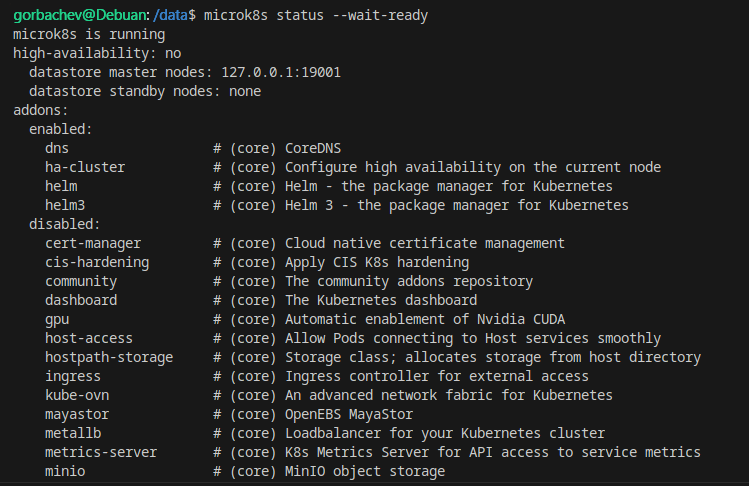 gorbachev@Debuan:/data$ microk8s status --wait-ready
microk8s is running
high-availability: no
  datastore master nodes: 127.0.0.1:19001
  datastore standby nodes: none
addons:
  enabled:
    dns                  # (core) CoreDNS
    ha-cluster           # (core) Configure high availability on the current node
    helm                 # (core) Helm - the package manager for Kubernetes
    helm3                # (core) Helm 3 - the package manager for Kubernetes
  disabled:
    cert-manager         # (core) Cloud native certificate management
    cis-hardening        # (core) Apply CIS K8s hardening
    community            # (core) The community addons repository
    dashboard            # (core) The Kubernetes dashboard
    gpu                  # (core) Automatic enablement of Nvidia CUDA
    host-access          # (core) Allow Pods connecting to Host services smoothly
    hostpath-storage     # (core) Storage class; allocates storage from host directory
    ingress              # (core) Ingress controller for external access
    kube-ovn             # (core) An advanced network fabric for Kubernetes
    mayastor             # (core) OpenEBS MayaStor
    metallb              # (core) Loadbalancer for your Kubernetes cluster
    metrics-server       # (core) K8s Metrics Server for API access to service metrics
    minio                # (core) MinIO object storage